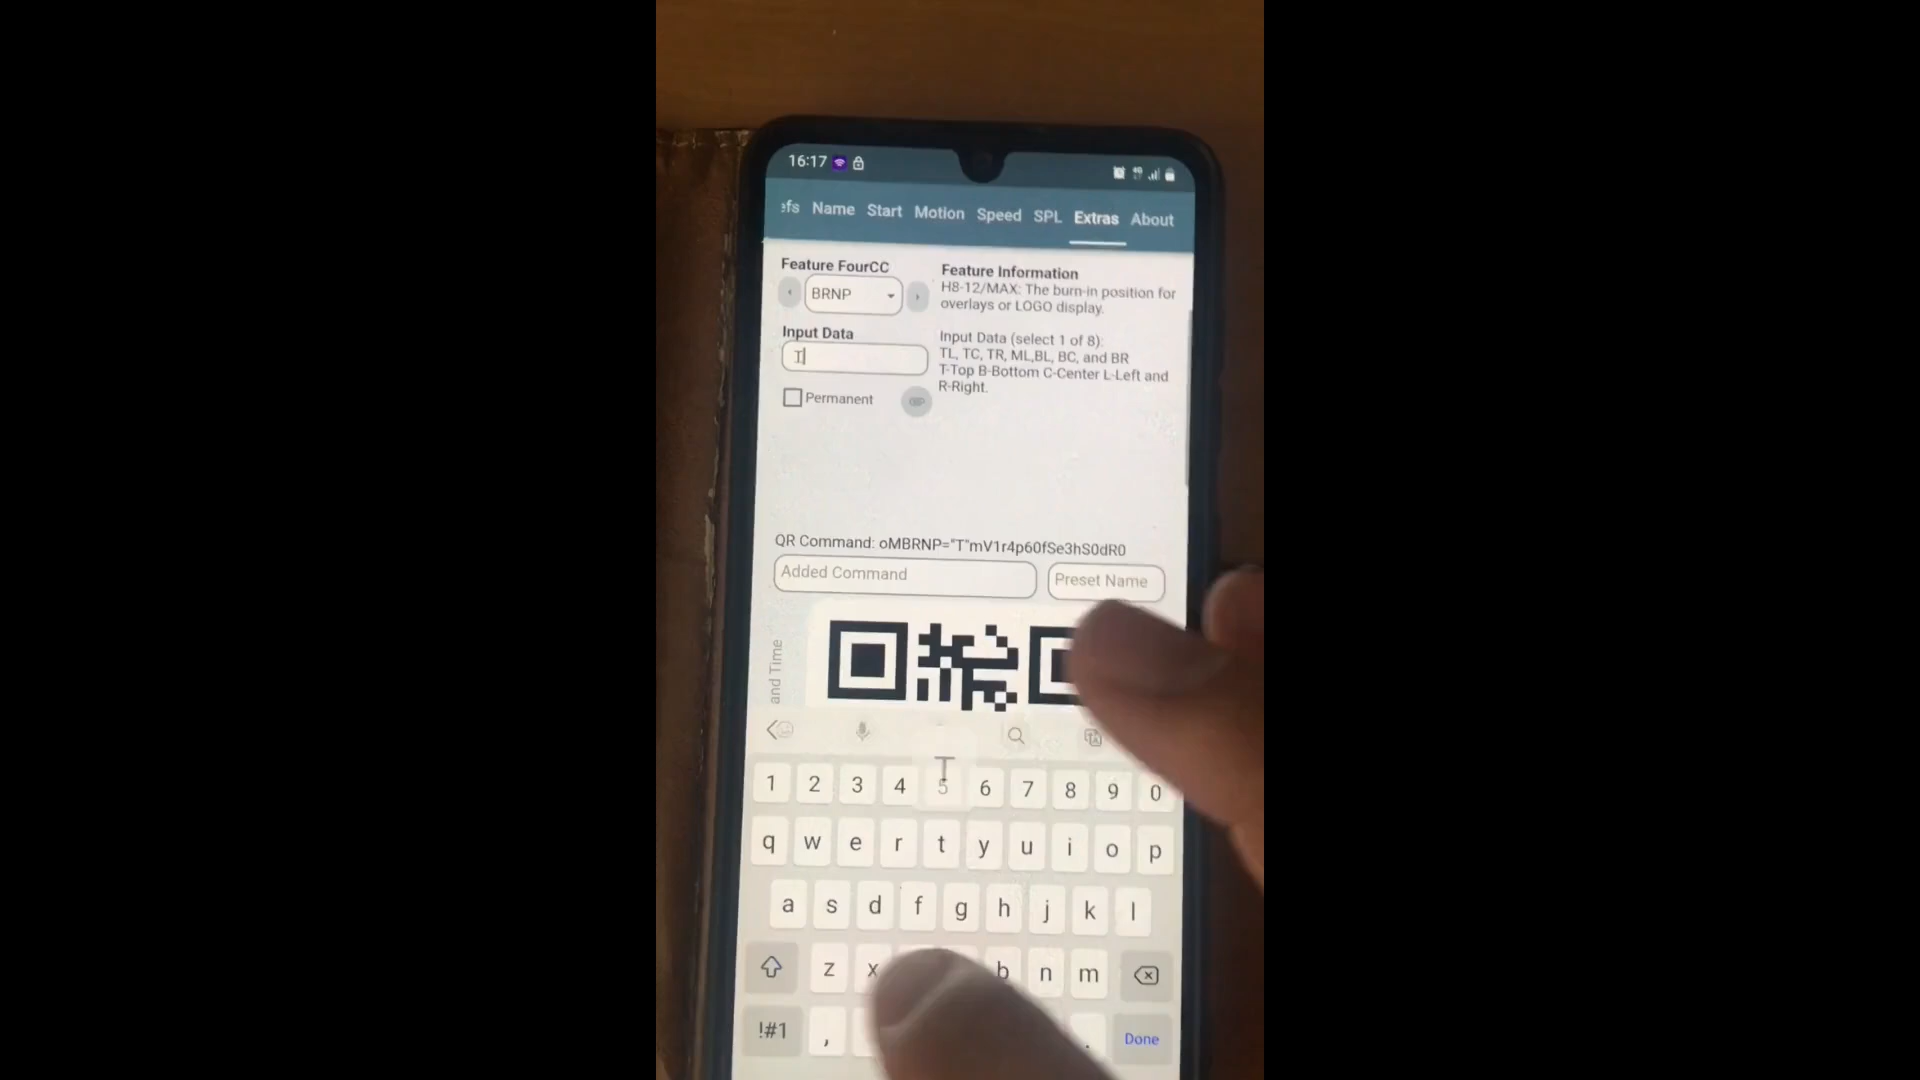 16:17
efs Name Start Motion Speed SPL Extras About
Feature FourCC
BRNP
Feature Information
H8-12/MAX: The burn-in position for
overlays or LOGO display.
Input Data
T
Input Data (select 1 of 8):
TL, TC, TR, ML,BL, BC, and BR
T-Top B-Bottom C-Center L-Left and
R-Right.
Permanent
QR Command: oMBRNP="T"mV1r4p60fSe3hS0dR0
Added Command
Preset Name
and Time
T
1 2 3 4 5 6 7 8 9 0
q w e r t y u i o p
a s d f g h j k l
z x b n m
!#1 , . Done